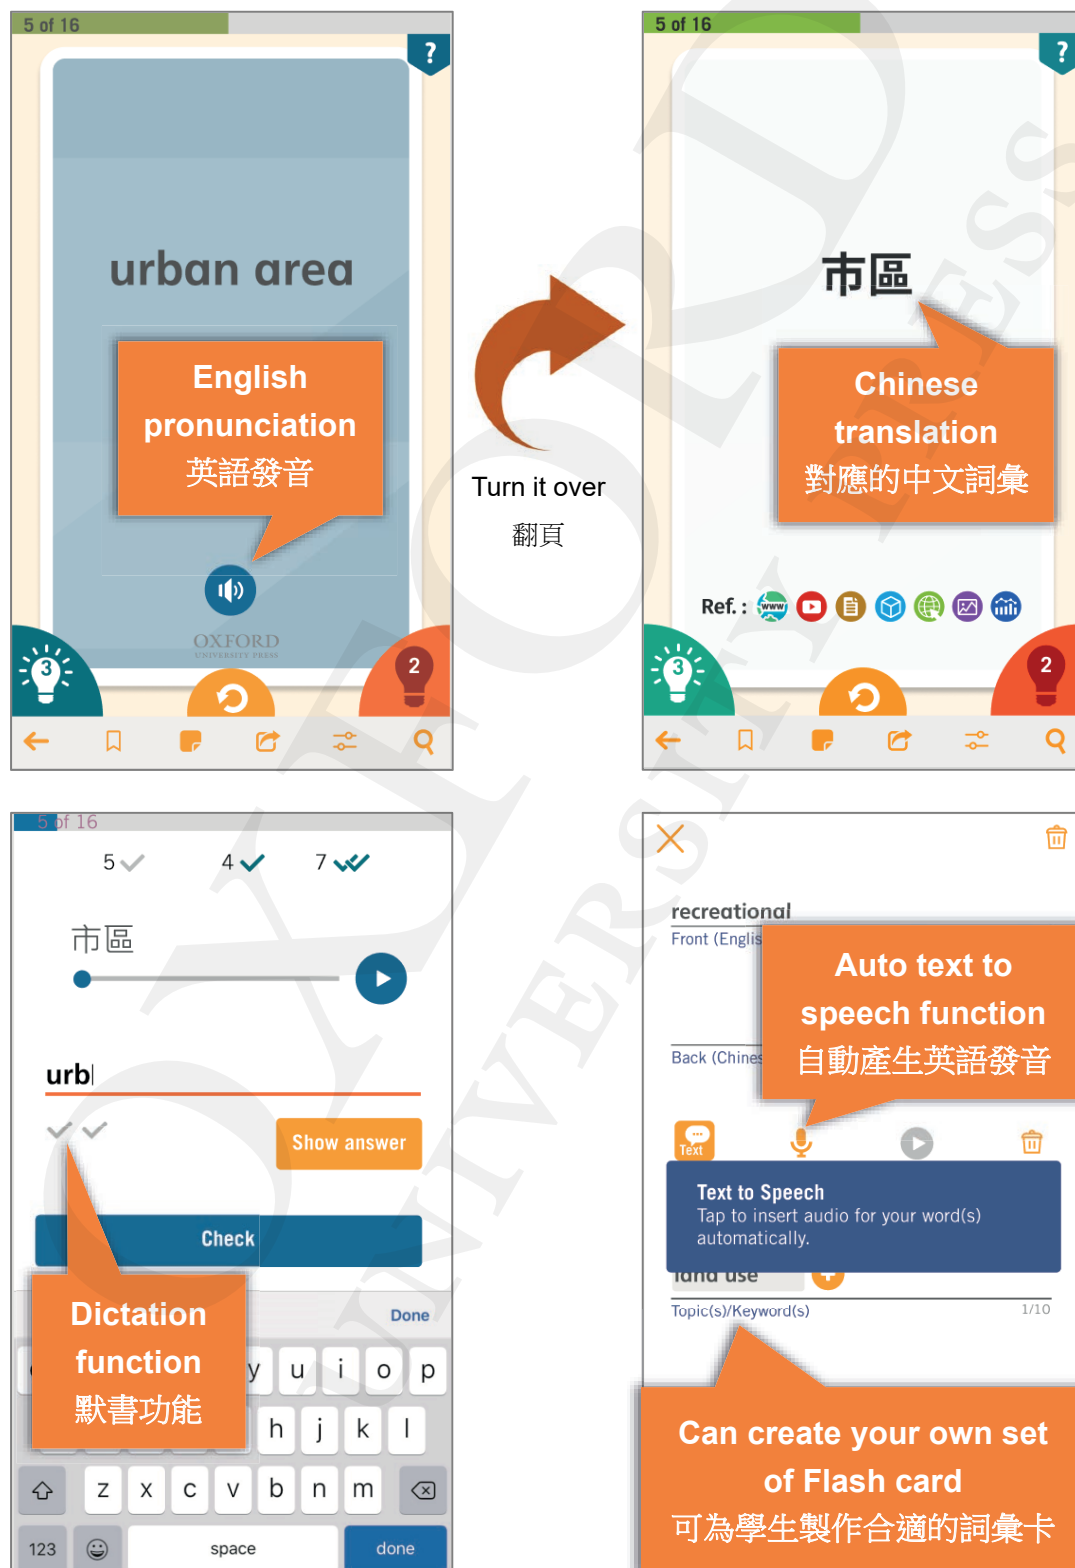 5 of 16
?
urban area
English
pronunciation
英語發音
OXFORD
UNIVERSITY PRESS
3
2
Turn it over
翻頁
5 of 16
?
市區
Chinese
translation
對應的中文詞彙
Ref. :
www
3
2
5 of 16
5
4
7
市區
urb
Show answer
Check
Dictation
function
默書功能
Done
y u i o p
h j k l
z x c v b n m
123
space
done
recreational
Front (Englis
Auto text to
speech function
自動產生英語發音
Back (Chines
Text
Text to Speech
Tap to insert audio for your word(s)
automatically.
land use
Topic(s)/Keyword(s)
1/10
Can create your own set
of Flash card
可為學生製作合適的詞彙卡
OXFORD
UNIVERSITY PRESS